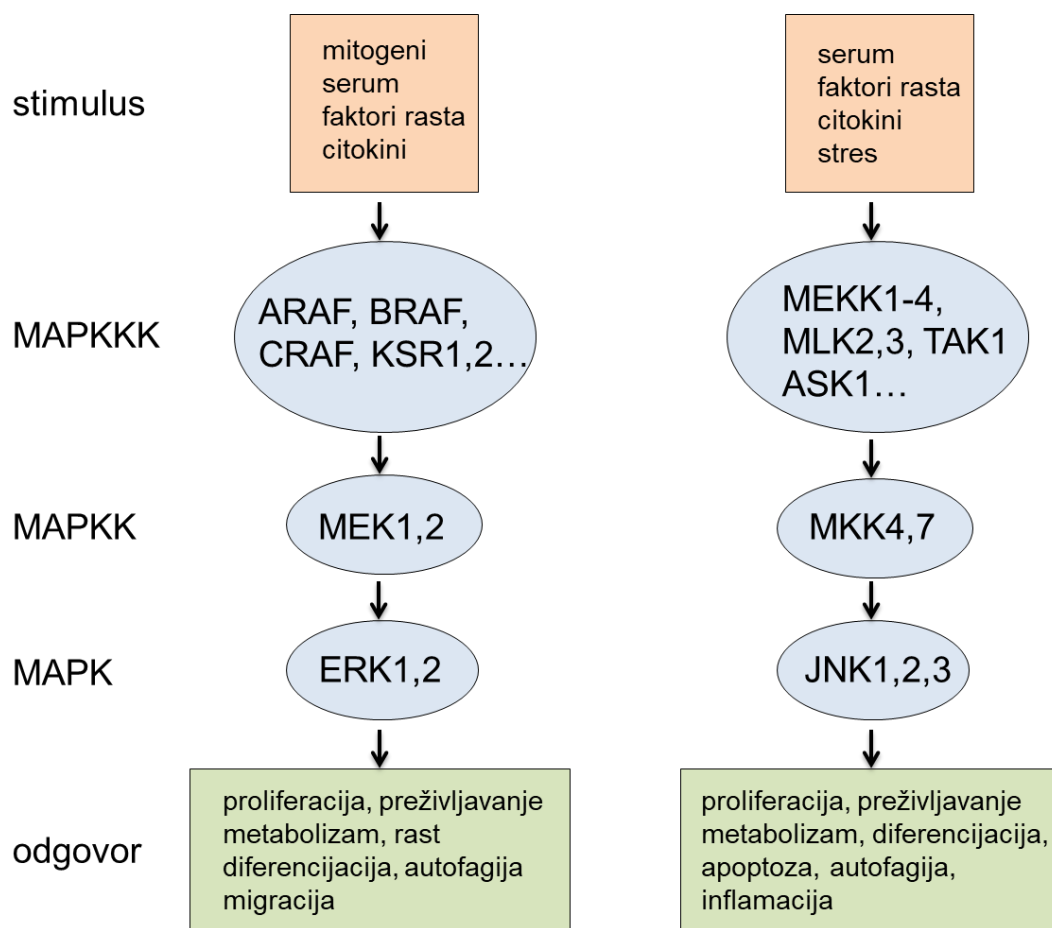 stimulus
mitogeni
serum
faktori rasta
citokini
serum
faktori rasta
citokini
stres
MAPKKK
ARAF, BRAF,
CRAF, KSR1,2...
MEKK1-4,
MLK2,3, TAK1
ASK1...
MAPKK
MEK1,2
MKK4,7
MAPK
ERK1,2
JNK1,2,3
odgovor
proliferacija, preživljavanje
metabolizam, rast
diferencijacija, autofagija
migracija
proliferacija, preživljavanje
metabolizam, diferencijacija,
apoptoza, autofagija,
inflamacija